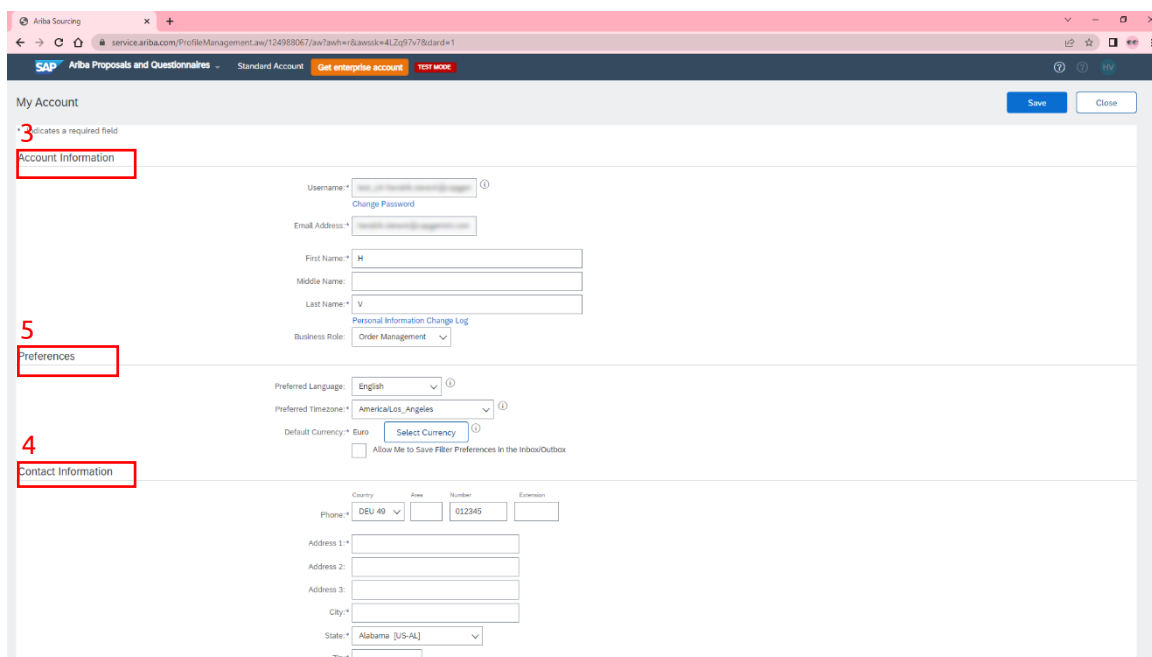 Ariba Sourcing
service.ariba.com/ProfileManagement.aw/124988067/aw?awh=r&awssk=4LZq97v7&dard=1
SAP Ariba Proposals and Questionnaires Standard Account Get enterprise account TEST MODE HV
My Account Save Close
* Indicates a required field
3
Account Information
Username:*
Change Password
Email Address:*
First Name:* H
Middle Name:
Last Name:* V
Personal Information Change Log
Business Role: Order Management
5
Preferences
Preferred Language: English
Preferred Timezone:* America/Los_Angeles
Default Currency:* Euro Select Currency
Allow Me to Save Filter Preferences in the Inbox/Outbox
4
Contact Information
Country Area Number Extension
Phone:* DEU 49 012345
Address 1:*
Address 2:
Address 3:
City:*
State:* Alabama [US-AL]